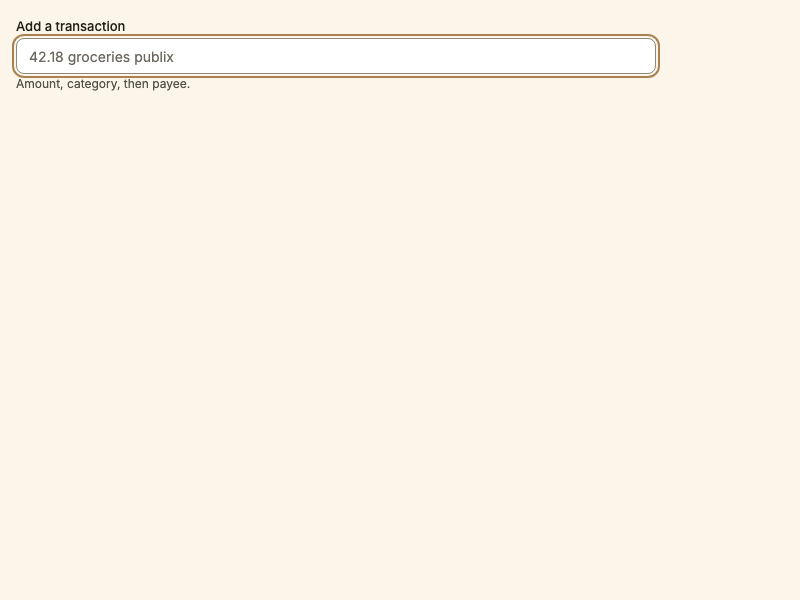 Add a transaction
42.18 groceries publix
Amount, category, then payee.